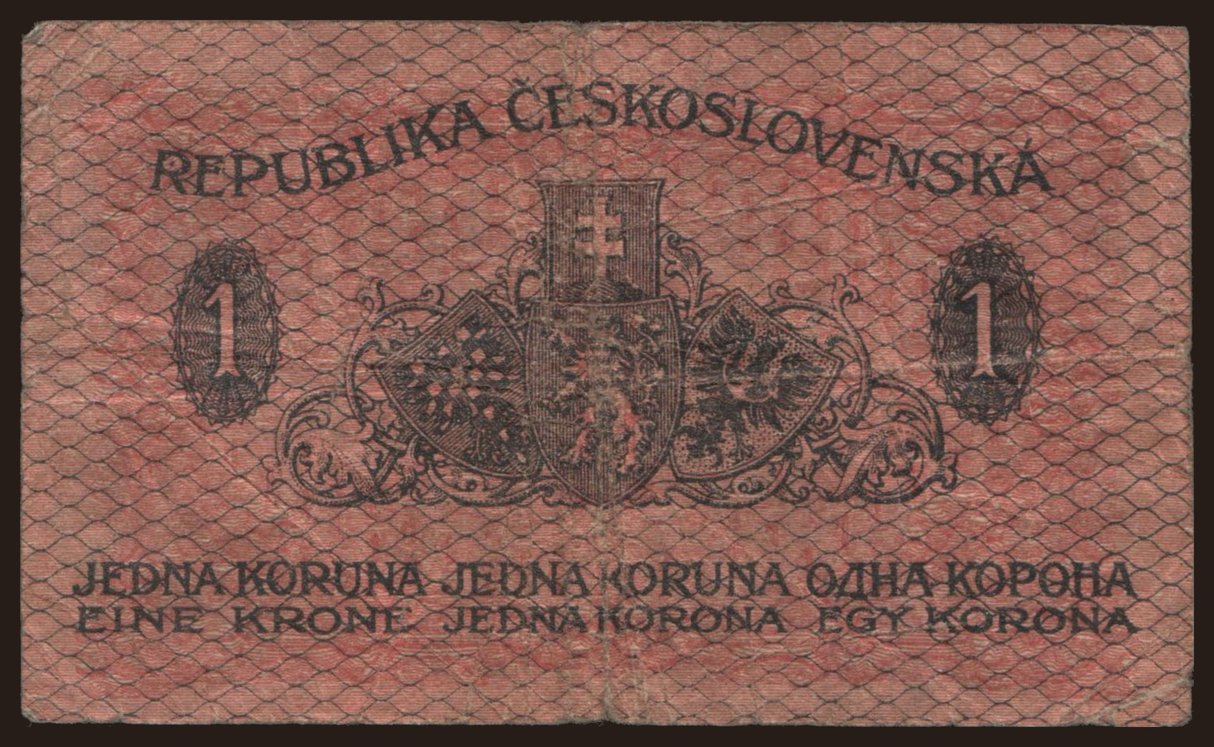 REPUBLIKA ČESKOSLOVENSKÁ
1 1
JEDNA KORUNA JEDNA KORUNA ОДНА КОРОНА
EINE KRONE JEDNA KORONA EGY KORONA